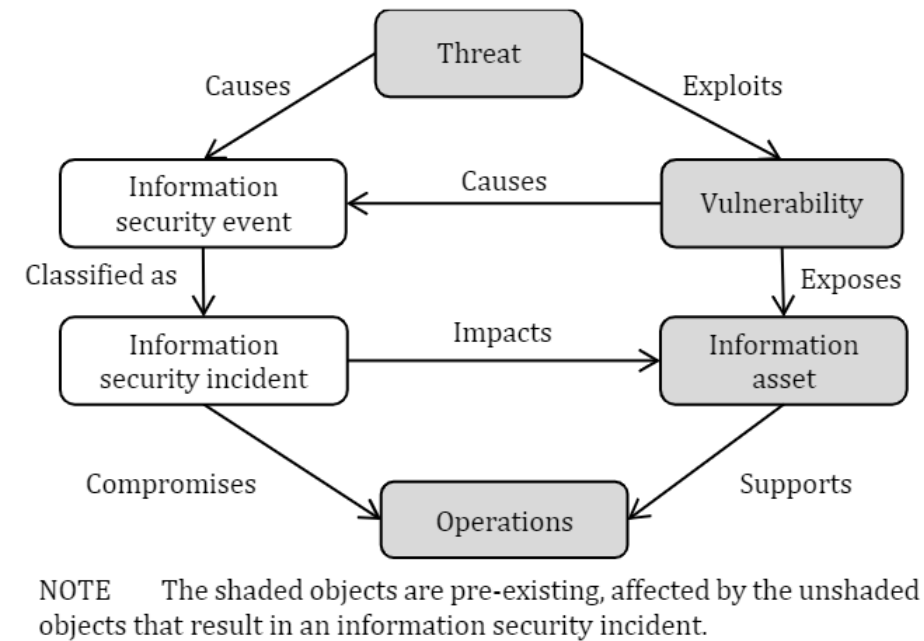 Threat
Causes
Exploits
Information
security event
Causes
Vulnerability
Classified as
Exposes
Information
security incident
Impacts
Information
asset
Compromises
Supports
Operations
NOTE The shaded objects are pre-existing, affected by the unshaded
objects that result in an information security incident.